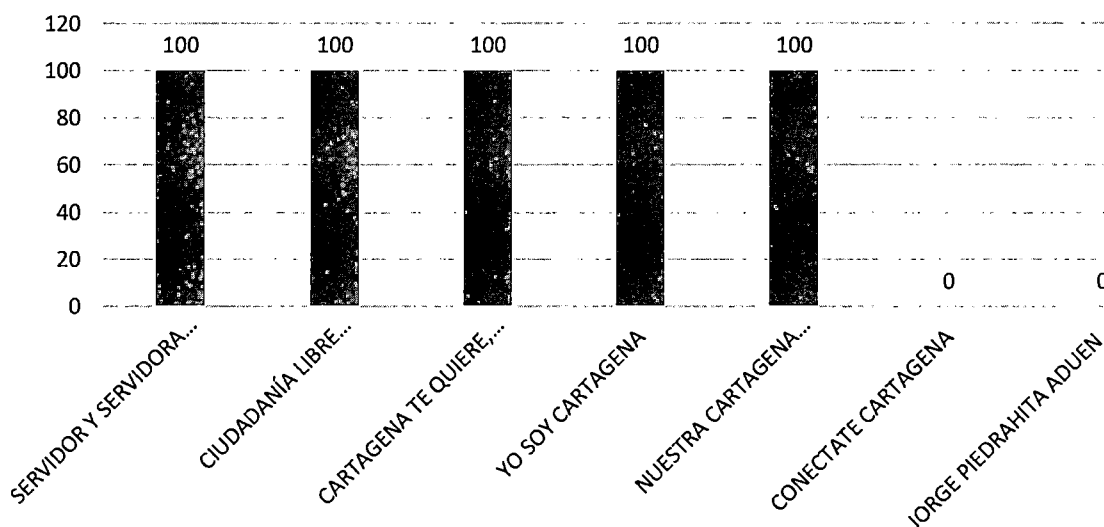 120
100 100 100 100 100
100
80
60
40
20
0 0
0
SERVIDOR Y SERVIDORA...
CIUDADANÍA LIBRE...
CARTAGENA TE QUIERE,...
YO SOY CARTAGENA
NUESTRA CARTAGENA...
CONECTATE CARTAGENA
JORGE PIEDRAHITA ADUEN